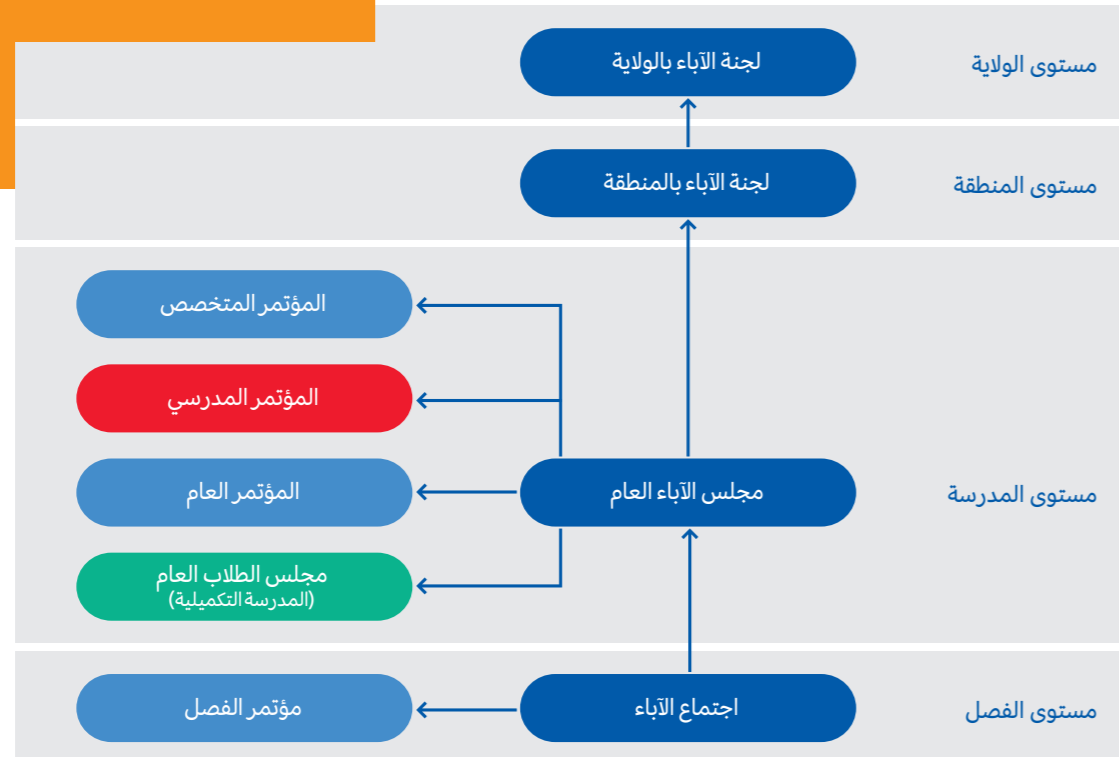 مستوى الولاية
لجنة الآباء بالولاية
مستوى المنطقة
لجنة الآباء بالمنطقة
مستوى المدرسة
مجلس الآباء العام
المؤتمر المتخصص
المؤتمر المدرسي
المؤتمر العام
مجلس الطلاب العام
(المدرسة التكميلية)
مستوى الفصل
اجتماع الآباء
مؤتمر الفصل